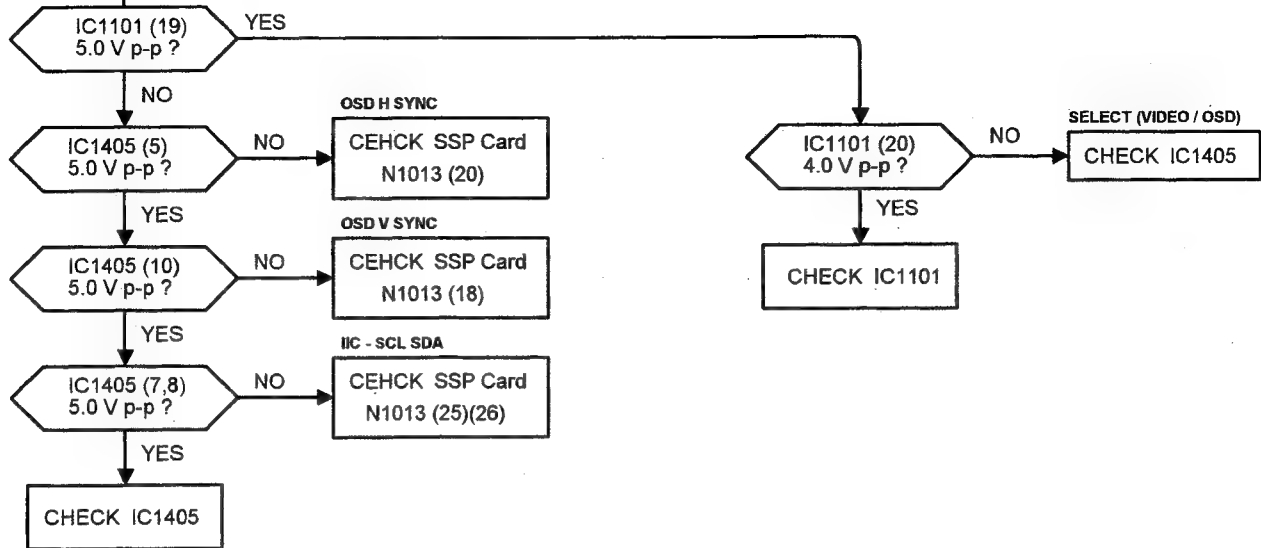 IC1101 (19)
5.0 V p-p ?
YES
NO
OSD H SYNC
IC1405 (5)
5.0 V p-p ?
NO
CEHCK SSP Card
N1013 (20)
YES
OSD V SYNC
IC1405 (10)
5.0 V p-p ?
NO
CEHCK SSP Card
N1013 (18)
YES
IIC - SCL SDA
IC1405 (7,8)
5.0 V p-p ?
NO
CEHCK SSP Card
N1013 (25)(26)
YES
CHECK IC1405
IC1101 (20)
4.0 V p-p ?
NO
SELECT (VIDEO / OSD)
CHECK IC1405
YES
CHECK IC1101